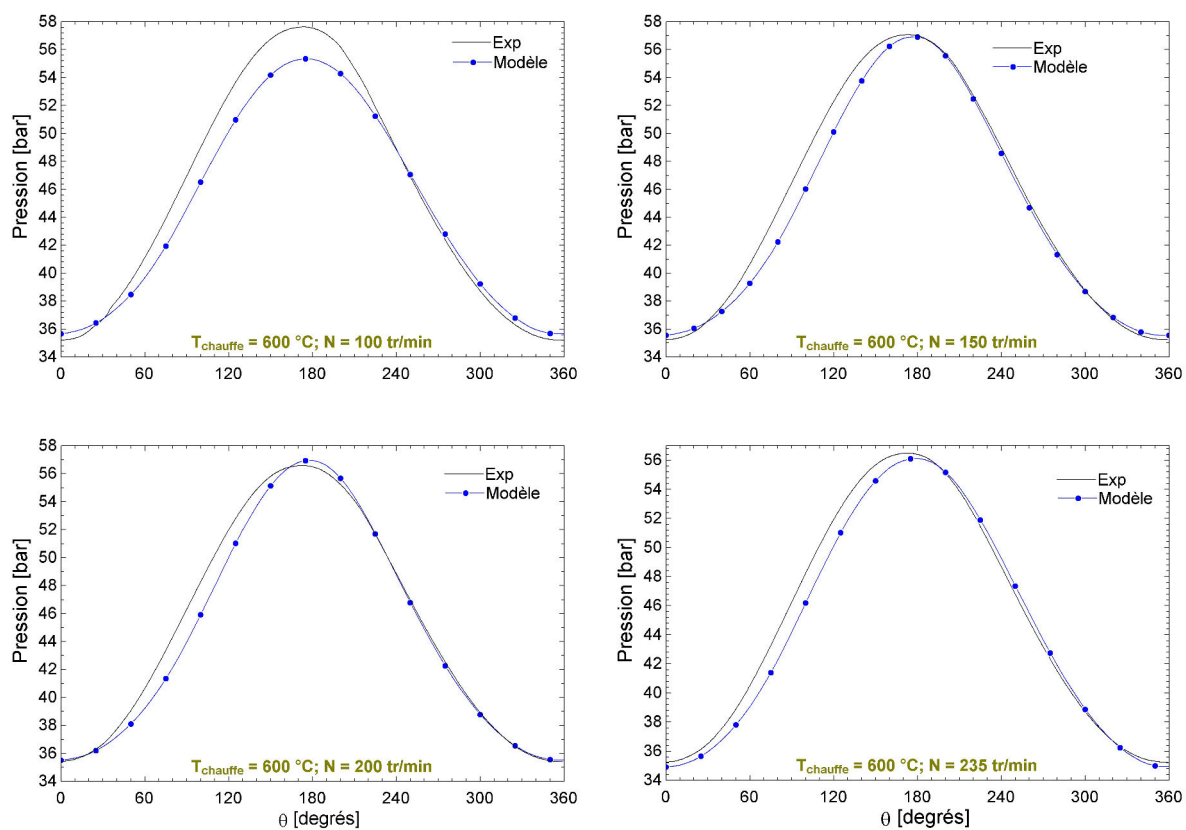 58
56
54
52
50
48
46
44
42
40
38
36
34
Pression [bar]
Exp
Modèle
T_chauffe = 600 °C; N = 100 tr/min
0 60 120 180 240 300 360
58
56
54
52
50
48
46
44
42
40
38
36
34
Pression [bar]
Exp
Modèle
T_chauffe = 600 °C; N = 150 tr/min
0 60 120 180 240 300 360
58
56
54
52
50
48
46
44
42
40
38
36
34
Pression [bar]
Exp
Modèle
T_chauffe = 600 °C; N = 200 tr/min
0 60 120 180 240 300 360
θ [degrés]
56
54
52
50
48
46
44
42
40
38
36
34
Pression [bar]
Exp
Modèle
T_chauffe = 600 °C; N = 235 tr/min
0 60 120 180 240 300 360
θ [degrés]